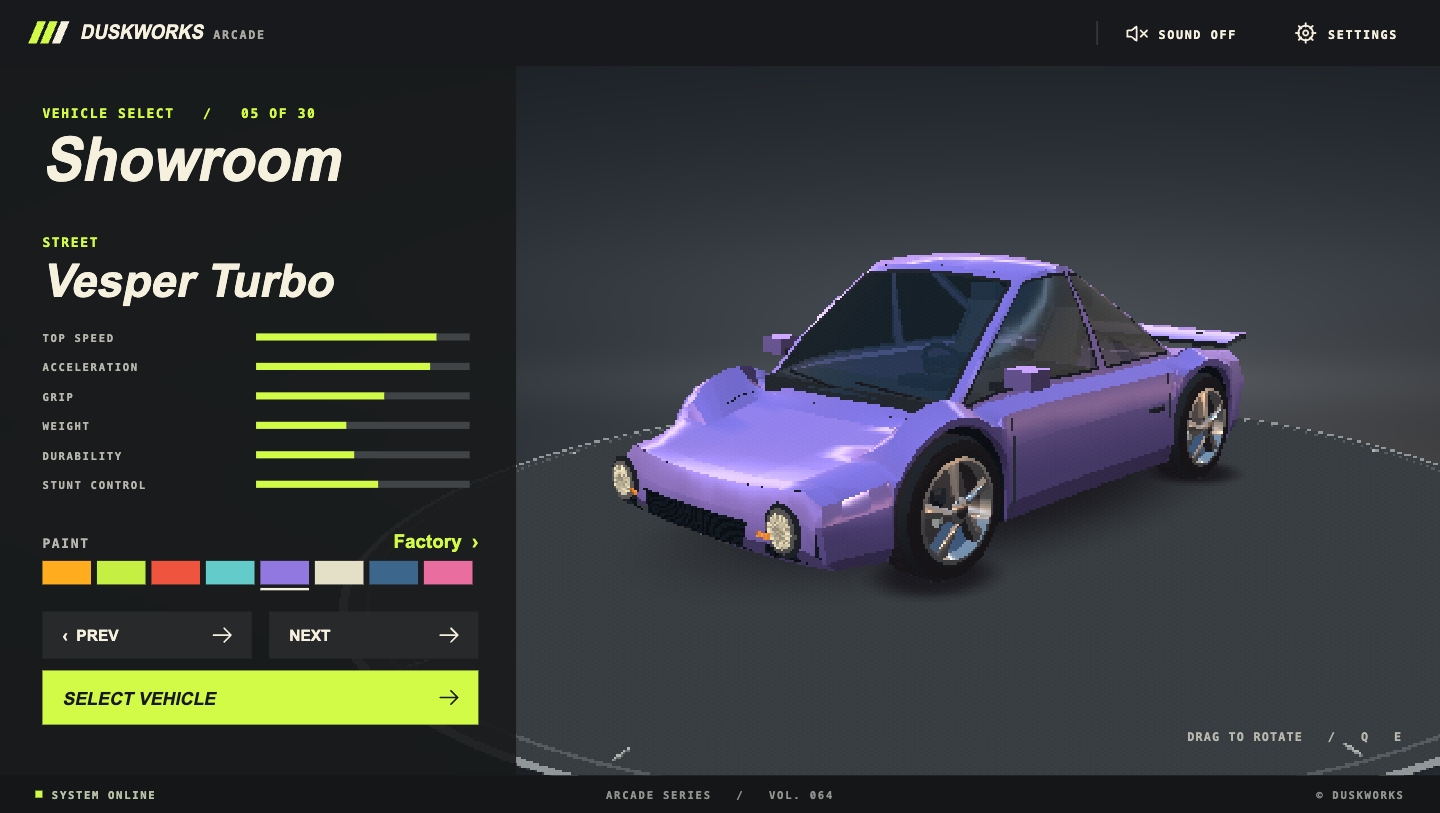 DUSKWORKS ARCADE
SOUND OFF
SETTINGS
VEHICLE SELECT / 05 OF 30
Showroom
STREET
Vesper Turbo
TOP SPEED
ACCELERATION
GRIP
WEIGHT
DURABILITY
STUNT CONTROL
PAINT
Factory ›
‹ PREV →
NEXT →
SELECT VEHICLE →
DRAG TO ROTATE / Q E
SYSTEM ONLINE
ARCADE SERIES / VOL. 064
© DUSKWORKS